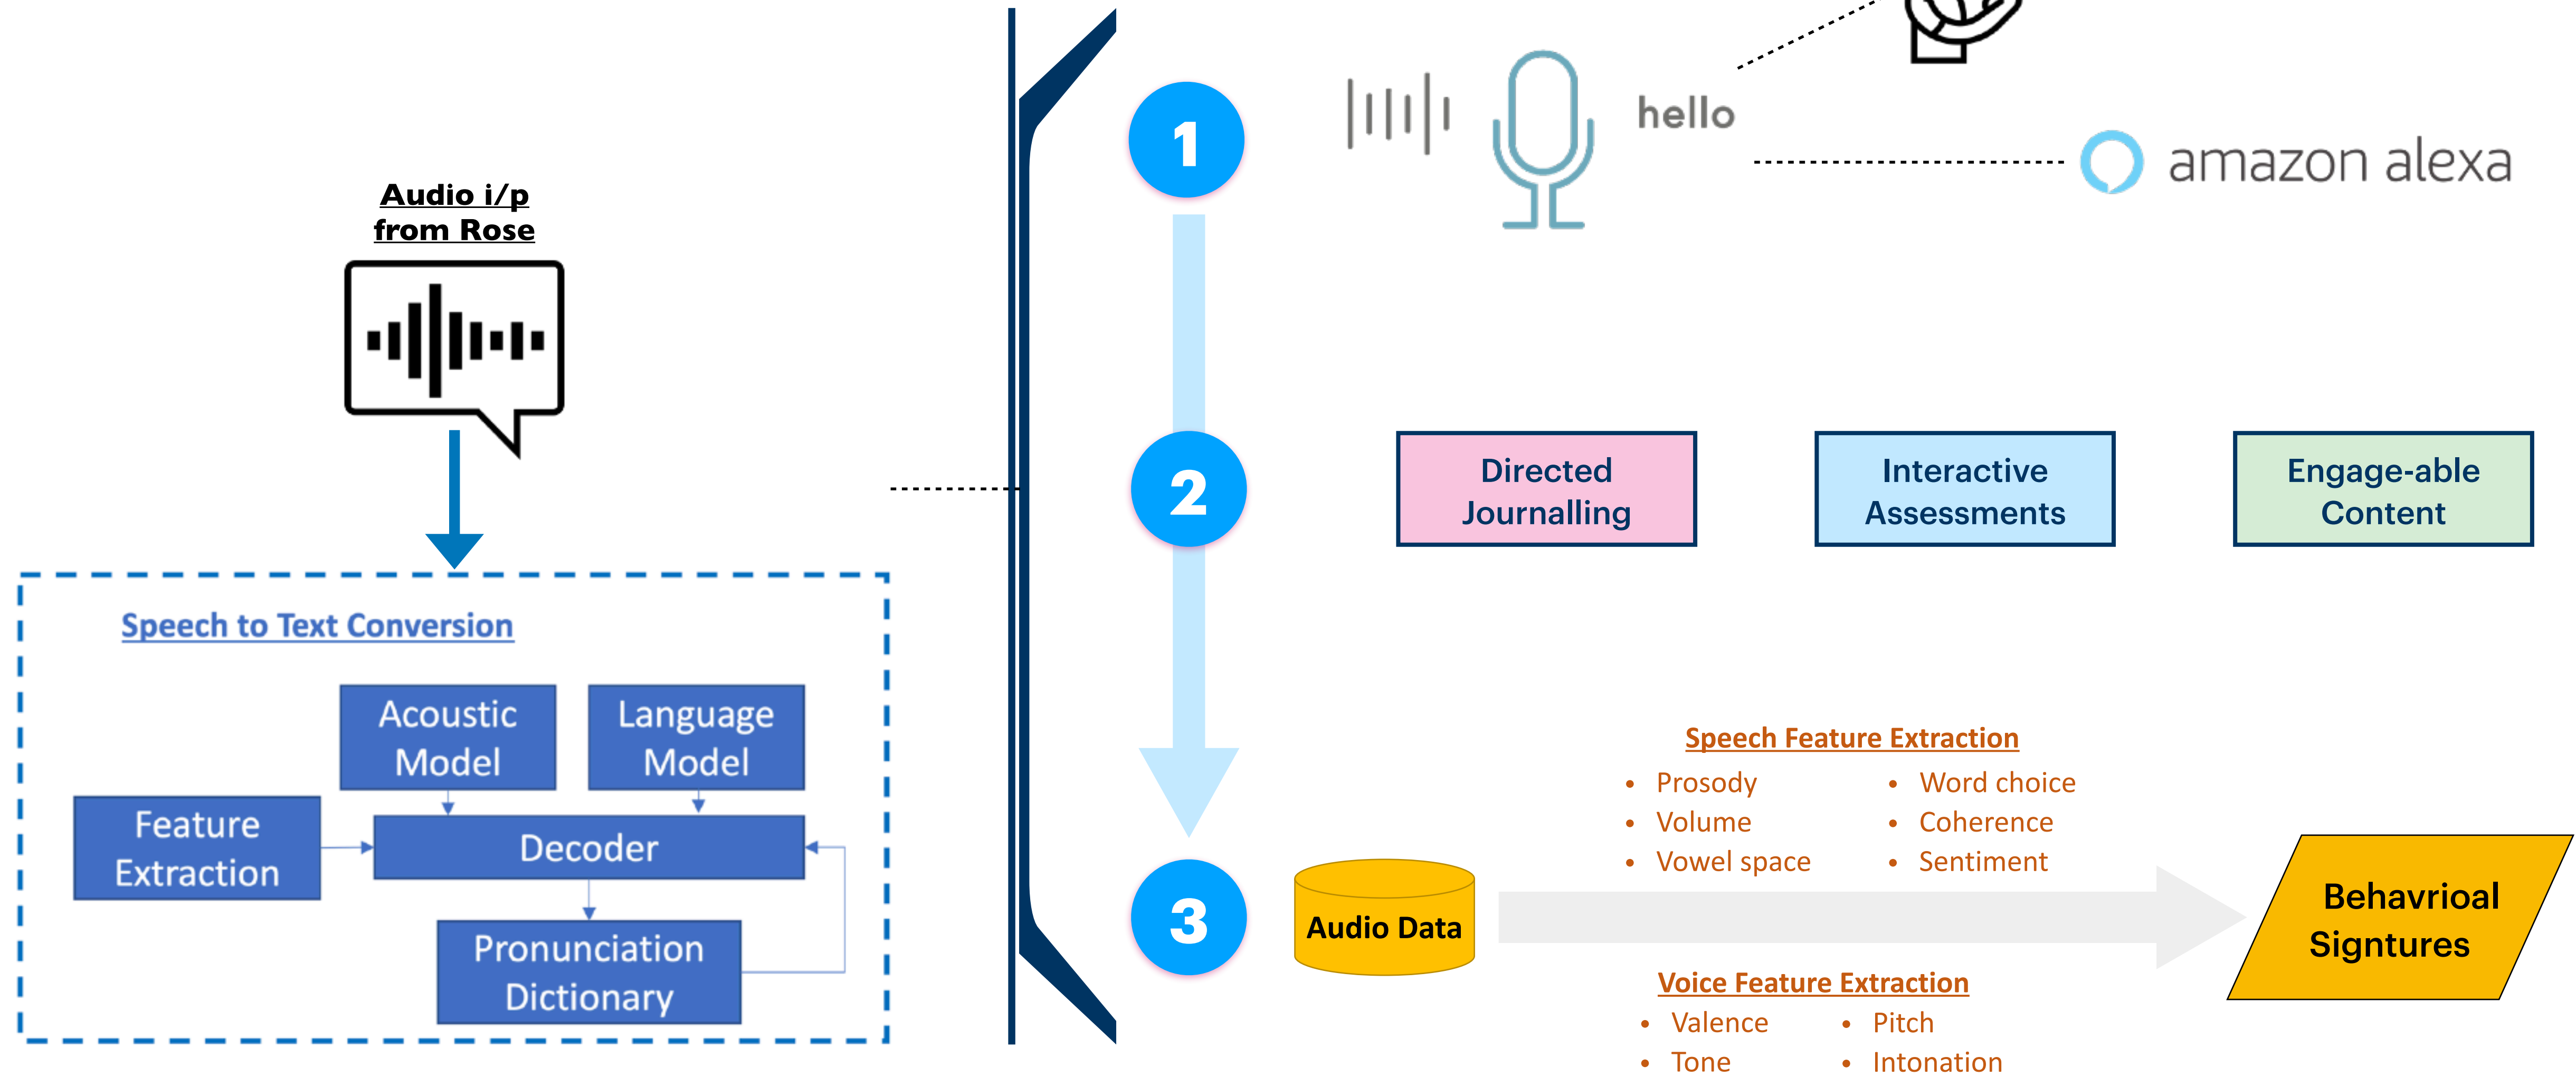 Audio i/p
from Rose
Speech to Text Conversion
Acoustic
Model
Language
Model
Feature
Extraction
Decoder
Pronunciation
Dictionary
1
hello
amazon alexa
2
Directed
Journalling
Interactive
Assessments
Engage-able
Content
3
Audio Data
Speech Feature Extraction
• Prosody
• Volume
• Vowel space
• Word choice
• Coherence
• Sentiment
Voice Feature Extraction
• Valence
• Tone
• Pitch
• Intonation
Behavrioal
Signtures